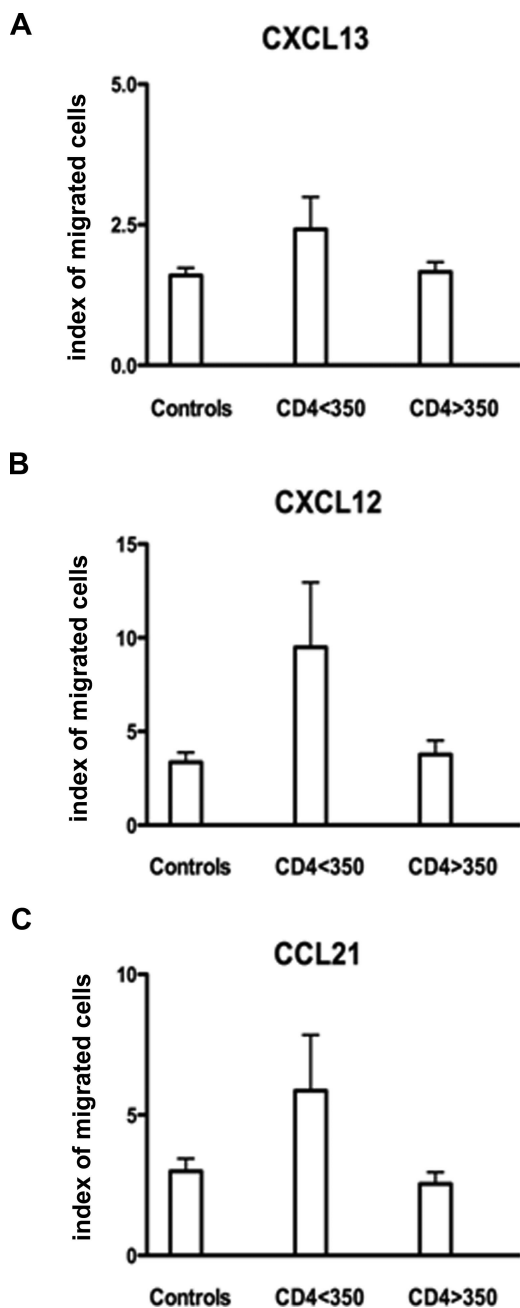 A
CXCL13
index of migrated cells
5.0
2.5
0.0
Controls CD4<350 CD4>350
B
CXCL12
index of migrated cells
15
10
5
0
Controls CD4<350 CD4>350
C
CCL21
index of migrated cells
10
5
0
Controls CD4<350 CD4>350